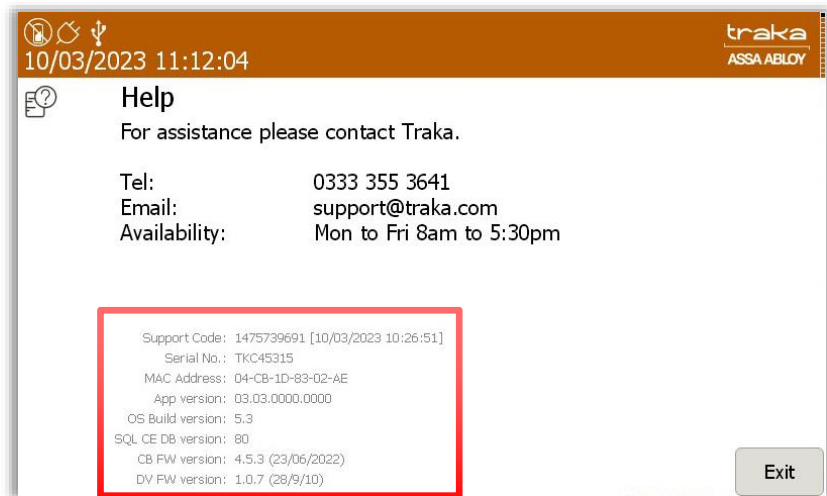 10/03/2023 11:12:04
traka
ASSA ABLOY
Help
For assistance please contact Traka.
Tel: 0333 355 3641
Email: support@traka.com
Availability: Mon to Fri 8am to 5:30pm
Support Code: 1475739691 [10/03/2023 10:26:51]
Serial No.: TKC45315
MAC Address: 04-CB-1D-83-02-AE
App version: 03.03.0000.0000
OS Build version: 5.3
SQL CE DB version: 80
CB FW version: 4.5.3 (23/06/2022)
DV FW version: 1.0.7 (28/9/10)
Exit